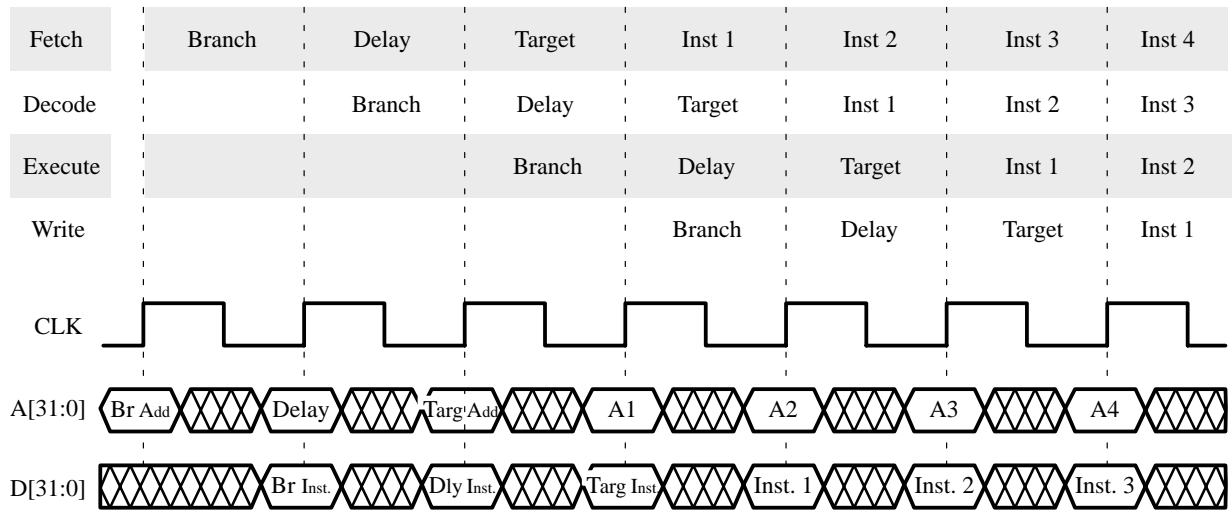 Fetch Branch Delay Target Inst 1 Inst 2 Inst 3 Inst 4
Decode Branch Delay Target Inst 1 Inst 2 Inst 3
Execute Branch Delay Target Inst 1 Inst 2
Write Branch Delay Target Inst 1
CLK
A[31:0] Br Add Delay Targ Add A1 A2 A3 A4
D[31:0] Br Inst. Dly Inst. Targ Inst Inst. 1 Inst. 2 Inst. 3